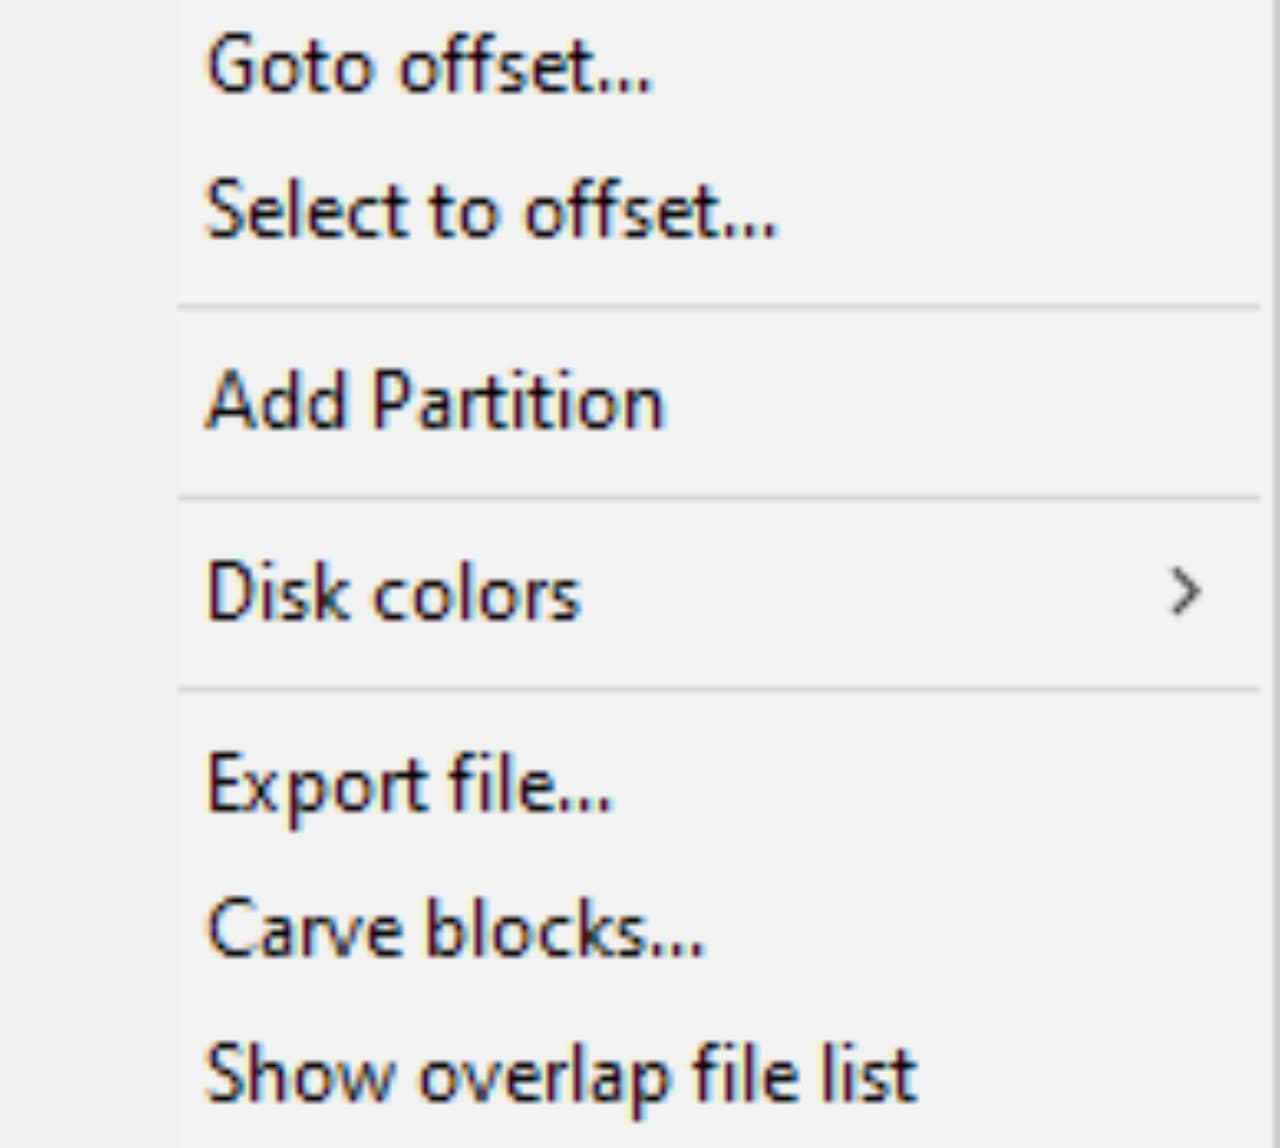 Goto offset...
Select to offset...
Add Partition
Disk colors
Export file...
Carve blocks...
Show overlap file list